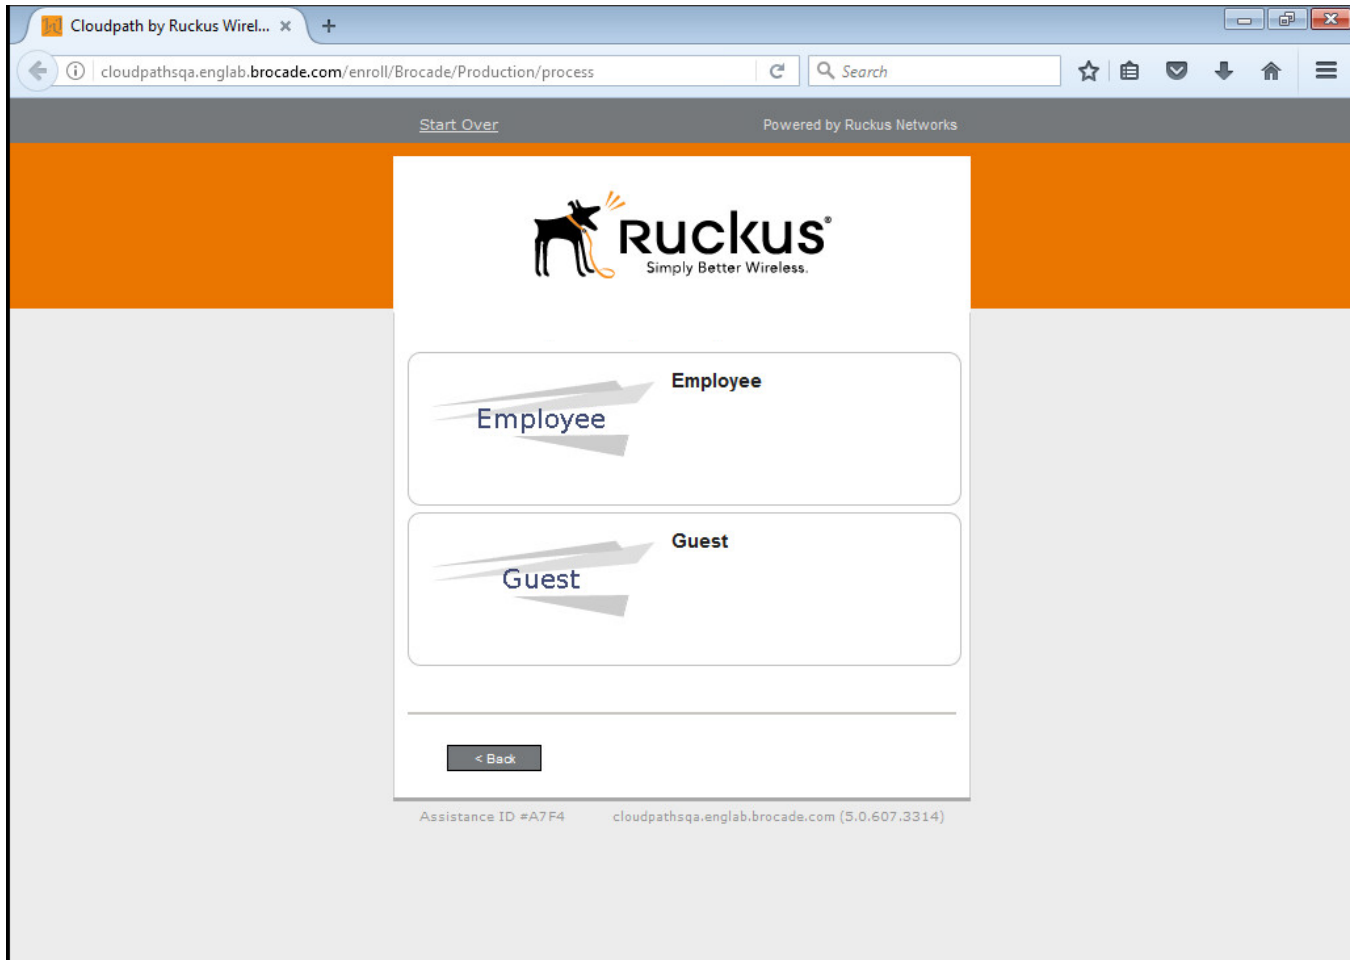 Cloudpath by Ruckus Wirel...
cloudpathsqa.englab.brocade.com/enroll/Brocade/Production/process
Search
Start Over
Powered by Ruckus Networks
Ruckus®
Simply Better Wireless.
Employee
Employee
Guest
Guest
< Back
Assistance ID #A7F4
cloudpathsqa.englab.brocade.com (5.0.607.3314)